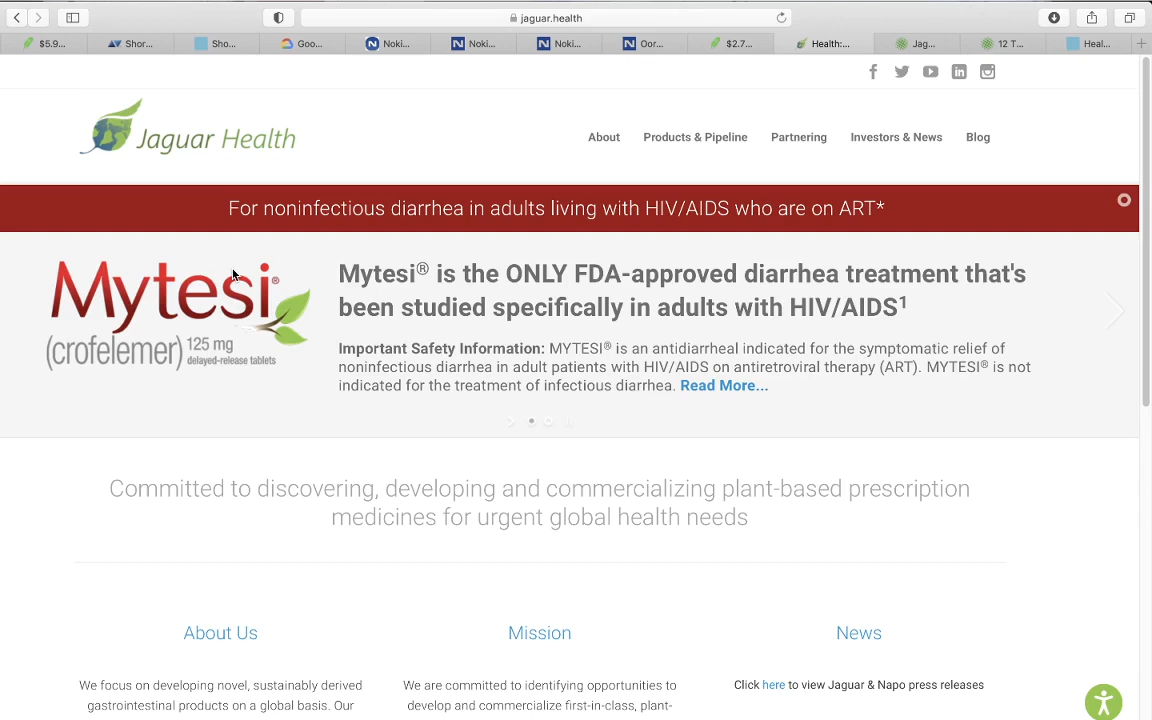 jaguar.health
$5.9...
Shor...
Sho...
Goo...
Noki...
Noki...
Noki...
Oor...
$2.7...
Health:...
Jag...
12 T...
Heal...
Jaguar Health
About
Products & Pipeline
Partnering
Investors & News
Blog
For noninfectious diarrhea in adults living with HIV/AIDS who are on ART*
Mytesi®
(crofelemer) 125 mg
delayed-release tablets
Mytesi® is the ONLY FDA-approved diarrhea treatment that's
been studied specifically in adults with HIV/AIDS¹
Important Safety Information: MYTESI® is an antidiarrheal indicated for the symptomatic relief of
noninfectious diarrhea in adult patients with HIV/AIDS on antiretroviral therapy (ART). MYTESI® is not
indicated for the treatment of infectious diarrhea. Read More...
Committed to discovering, developing and commercializing plant-based prescription
medicines for urgent global health needs
About Us
We focus on developing novel, sustainably derived
gastrointestinal products on a global basis. Our
Mission
We are committed to identifying opportunities to
develop and commercialize first-in-class, plant-
News
Click here to view Jaguar & Napo press releases